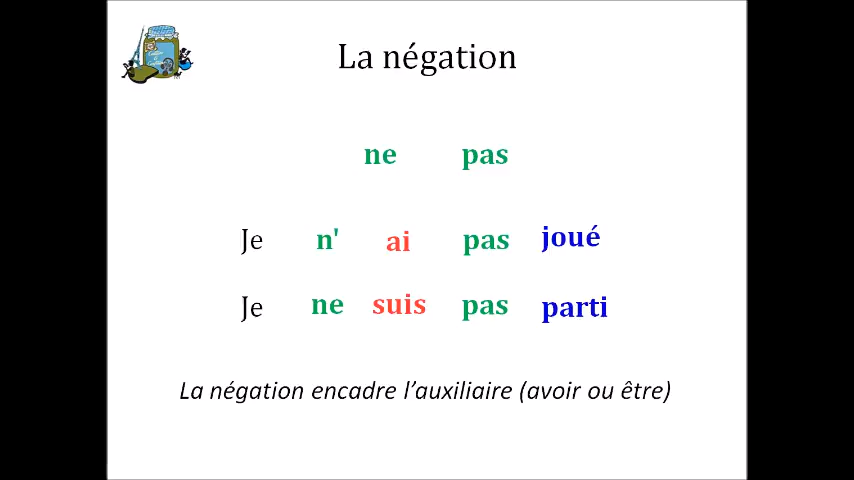 La négation
ne pas
Je n' ai pas joué
Je ne suis pas parti
La négation encadre l’auxiliaire (avoir ou être)